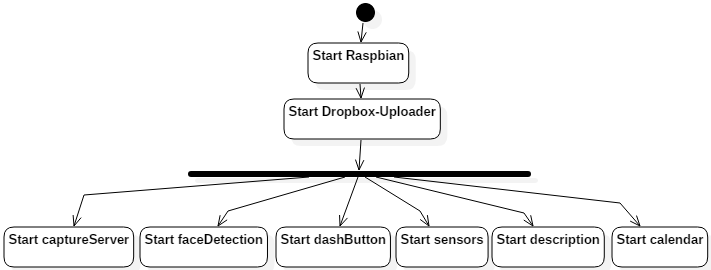 Start Raspbian
Start Dropbox-Uploader
Start captureServer
Start faceDetection
Start dashButton
Start sensors
Start description
Start calendar